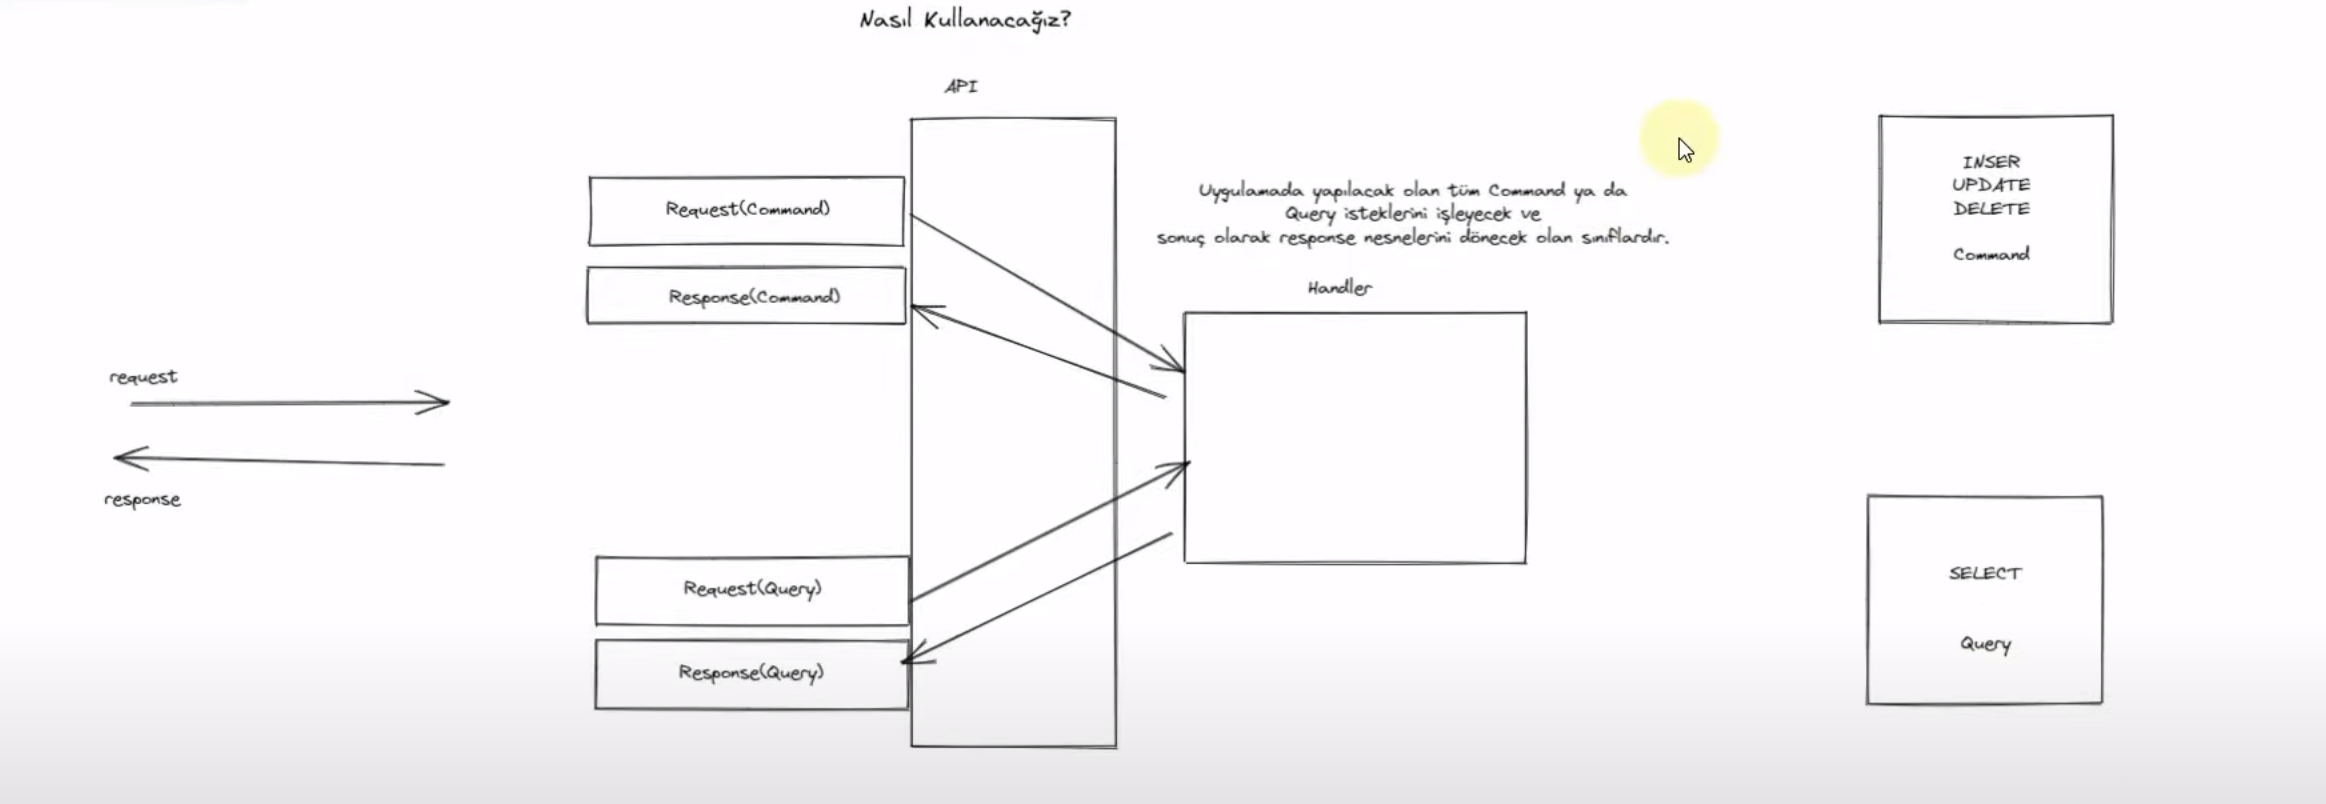 Nasıl Kullanacağız?
API
Request(Command)
Response(Command)
request
response
Request(Query)
Response(Query)
Uygulamada yapılacak olan tüm Command ya da
Query isteklerini işleyecek ve
sonuç olarak response nesnelerini dönecek olan sınıflardır.
Handler
INSER
UPDATE
DELETE
Command
SELECT
Query